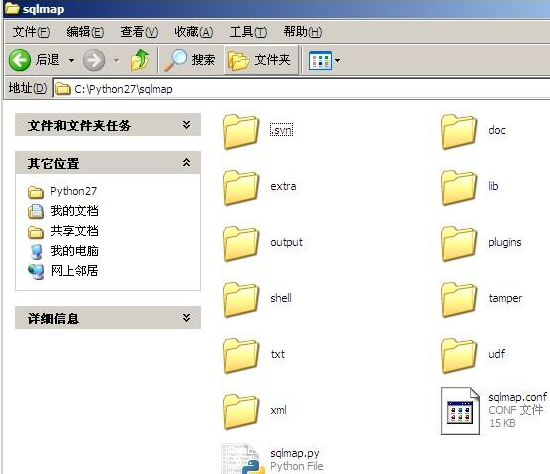 sqlmap
文件(F) 编辑(E) 查看(V) 收藏(A) 工具(T) 帮助(H)
后退 搜索 文件夹
地址(D) C:\Python27\sqlmap
文件和文件夹任务
其它位置
Python27
我的文档
共享文档
我的电脑
网上邻居
详细信息
.svn doc
extra lib
output plugins
shell tamper
txt udf
xml
sqlmap.conf
CONF 文件
15 KB
sqlmap.py
Python File